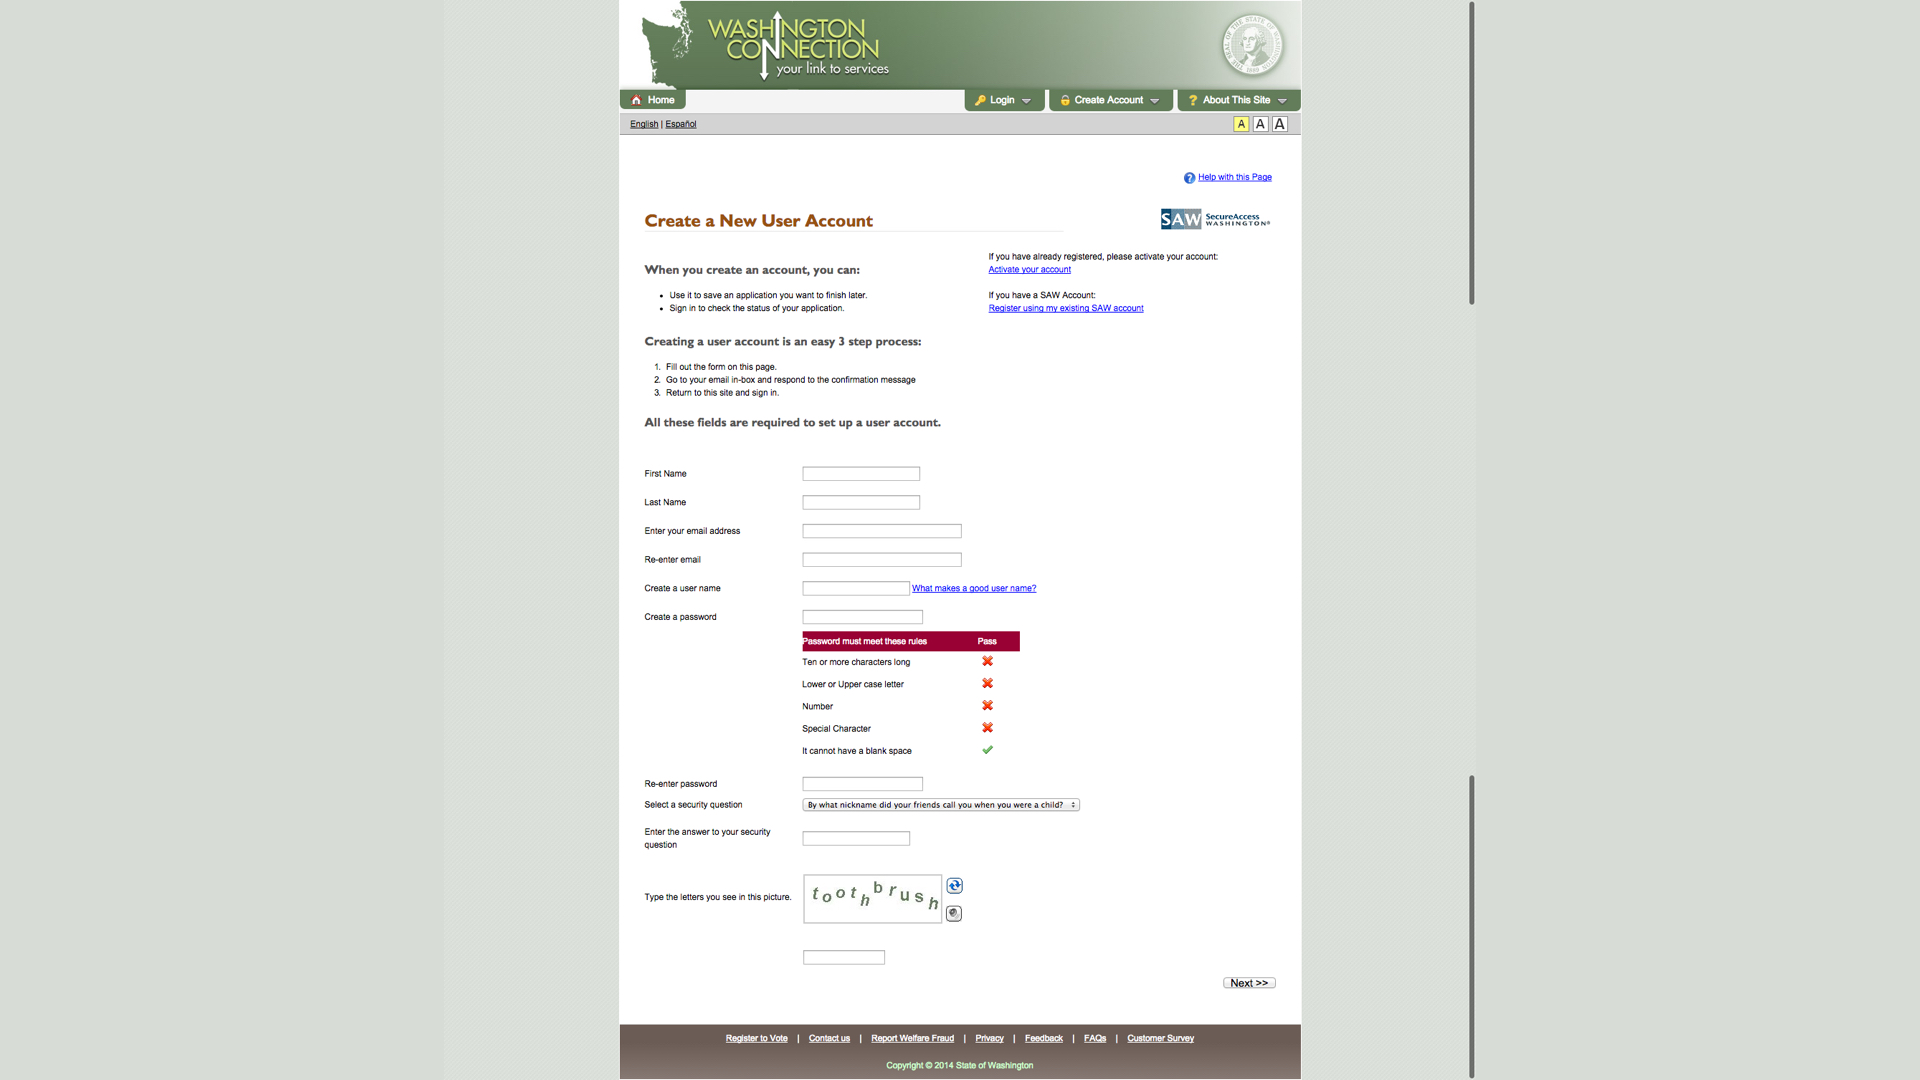 WASHINGTON
CONNECTION
your link to services
Home
Login
Create Account
About This Site
English | Español
A A A
Help with this Page
Create a New User Account
SAW SecureAccess
WASHINGTON®
If you have already registered, please activate your account:
Activate your account
When you create an account, you can:
• Use it to save an application you want to finish later.
• Sign in to check the status of your application.
If you have a SAW Account:
Register using my existing SAW account
Creating a user account is an easy 3 step process:
1. Fill out the form on this page.
2. Go to your email in-box and respond to the confirmation message
3. Return to this site and sign in.
All these fields are required to set up a user account.
First Name
Last Name
Enter your email address
Re-enter email
Create a user name
What makes a good user name?
Create a password
Password must meet these rules Pass
Ten or more characters long
Lower or Upper case letter
Number
Special Character
It cannot have a blank space
Re-enter password
Select a security question
By what nickname did your friends call you when you were a child?
Enter the answer to your security
question
Type the letters you see in this picture.
toothbrush
Next >>
Register to Vote | Contact us | Report Welfare Fraud | Privacy | Feedback | FAQs | Customer Survey
Copyright © 2014 State of Washington